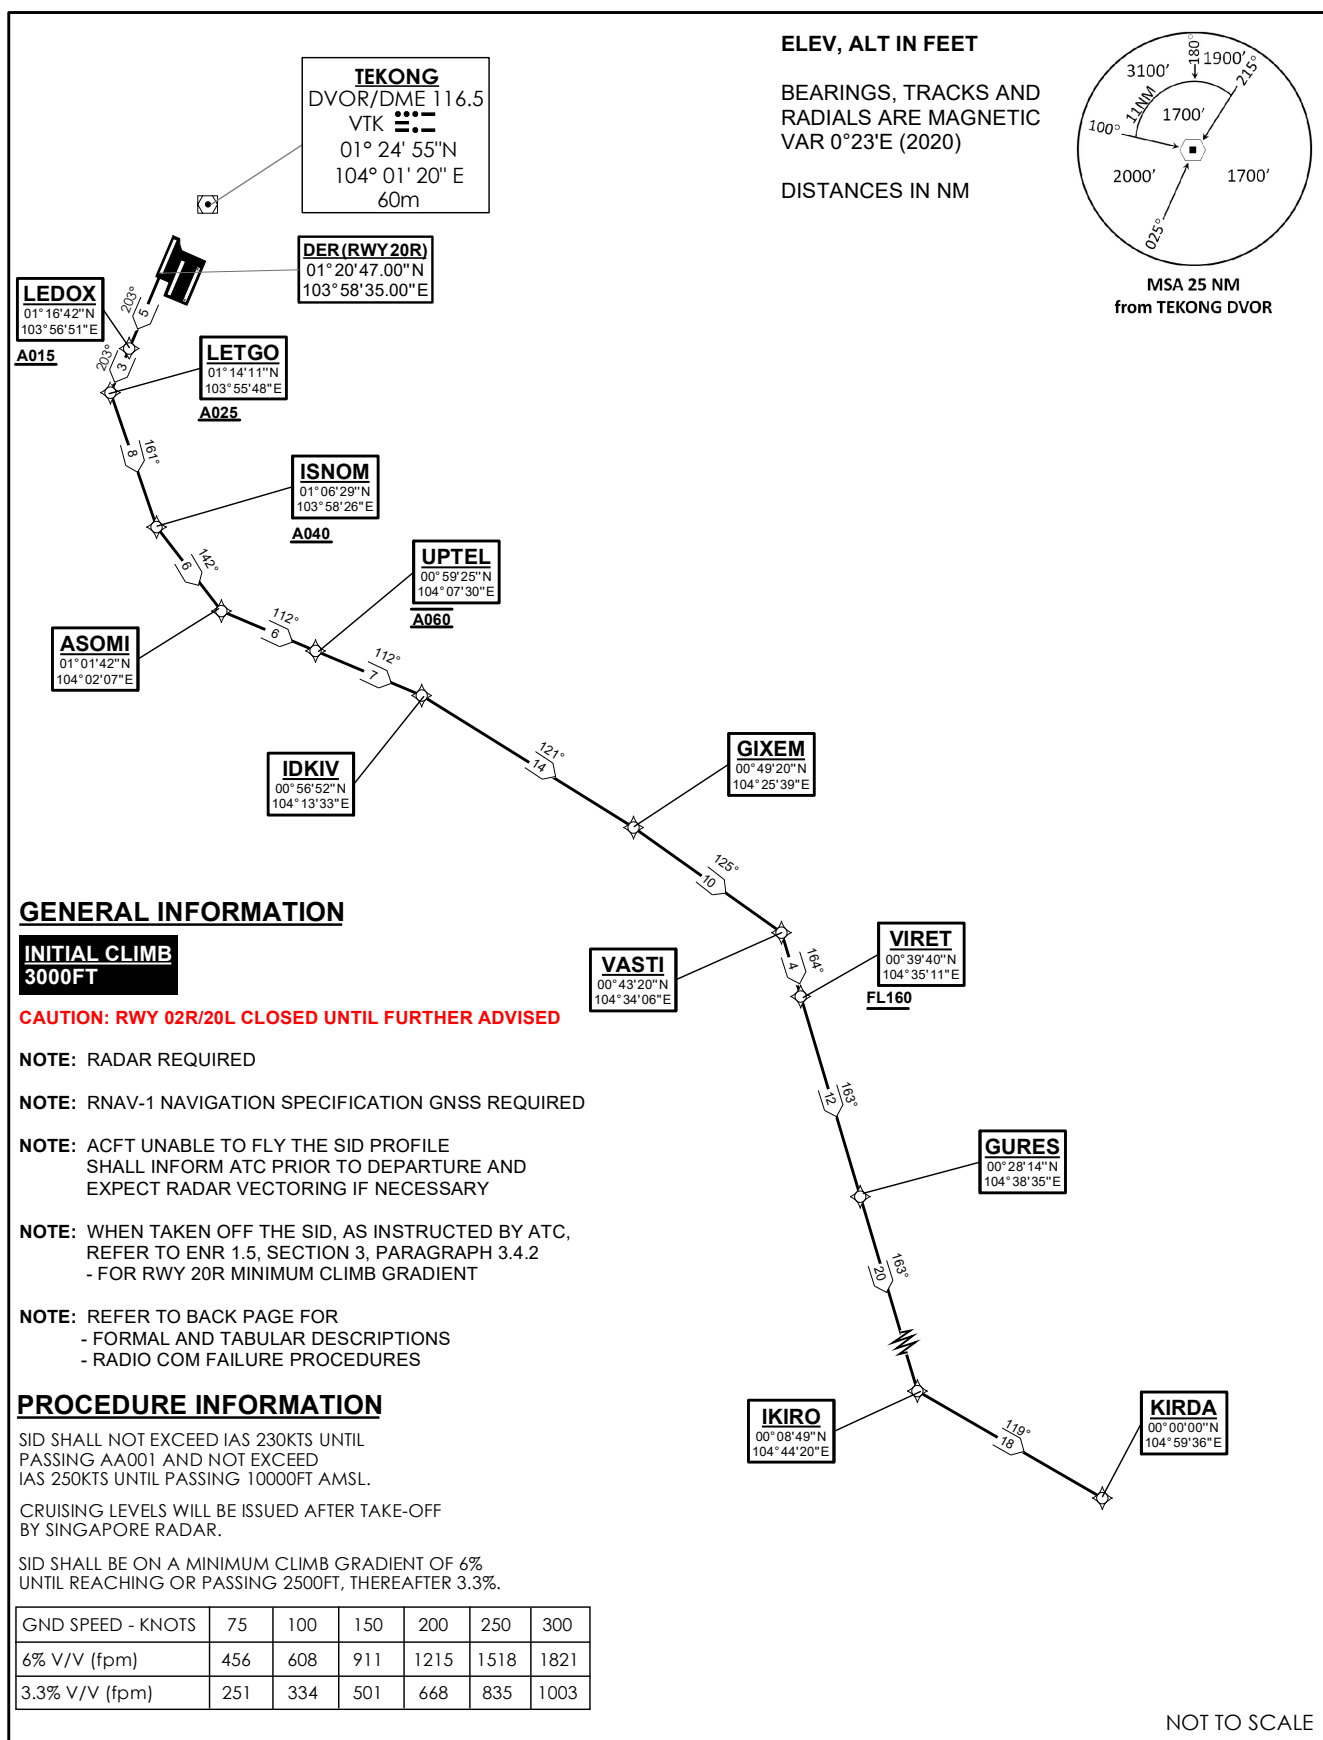 ELEV, ALT IN FEET
BEARINGS, TRACKS AND
RADIALS ARE MAGNETIC
VAR 0°23'E (2020)
DISTANCES IN NM
180°
1900'
215°
3100'
11NM
1700'
100°
2000'
1700'
025°
MSA 25 NM
from TEKONG DVOR
TEKONG
DVOR/DME 116.5
VTK
01° 24' 55"N
104° 01' 20" E
60m
DER(RWY20R)
01°20'47.00"N
103°58'35.00"E
LEDOX
01°16'42"N
103°56'51"E
A015
203°
5
203°
3
LETGO
01°14'11"N
103°55'48"E
A025
161°
8
ISNOM
01°06'29"N
103°58'26"E
A040
142°
6
UPTEL
00°59'25"N
104°07'30"E
A060
112°
6
ASOMI
01°01'42"N
104°02'07"E
112°
7
IDKIV
00°56'52"N
104°13'33"E
121°
14
GIXEM
00°49'20"N
104°25'39"E
125°
10
VASTI
00°43'20"N
104°34'06"E
164°
4
VIRET
00°39'40"N
104°35'11"E
FL160
163°
12
GURES
00°28'14"N
104°38'35"E
163°
20
IKIRO
00°08'49"N
104°44'20"E
119°
18
KIRDA
00°00'00"N
104°59'36"E
GENERAL INFORMATION
INITIAL CLIMB
3000FT
CAUTION: RWY 02R/20L CLOSED UNTIL FURTHER ADVISED
NOTE: RADAR REQUIRED
NOTE: RNAV-1 NAVIGATION SPECIFICATION GNSS REQUIRED
NOTE: ACFT UNABLE TO FLY THE SID PROFILE
SHALL INFORM ATC PRIOR TO DEPARTURE AND
EXPECT RADAR VECTORING IF NECESSARY
NOTE: WHEN TAKEN OFF THE SID, AS INSTRUCTED BY ATC,
REFER TO ENR 1.5, SECTION 3, PARAGRAPH 3.4.2
- FOR RWY 20R MINIMUM CLIMB GRADIENT
NOTE: REFER TO BACK PAGE FOR
- FORMAL AND TABULAR DESCRIPTIONS
- RADIO COM FAILURE PROCEDURES
PROCEDURE INFORMATION
SID SHALL NOT EXCEED IAS 230KTS UNTIL
PASSING AA001 AND NOT EXCEED
IAS 250KTS UNTIL PASSING 10000FT AMSL.
CRUISING LEVELS WILL BE ISSUED AFTER TAKE-OFF
BY SINGAPORE RADAR.
SID SHALL BE ON A MINIMUM CLIMB GRADIENT OF 6%
UNTIL REACHING OR PASSING 2500FT, THEREAFTER 3.3%.
GND SPEED - KNOTS 75 100 150 200 250 300
6% V/V (fpm) 456 608 911 1215 1518 1821
3.3% V/V (fpm) 251 334 501 668 835 1003
NOT TO SCALE